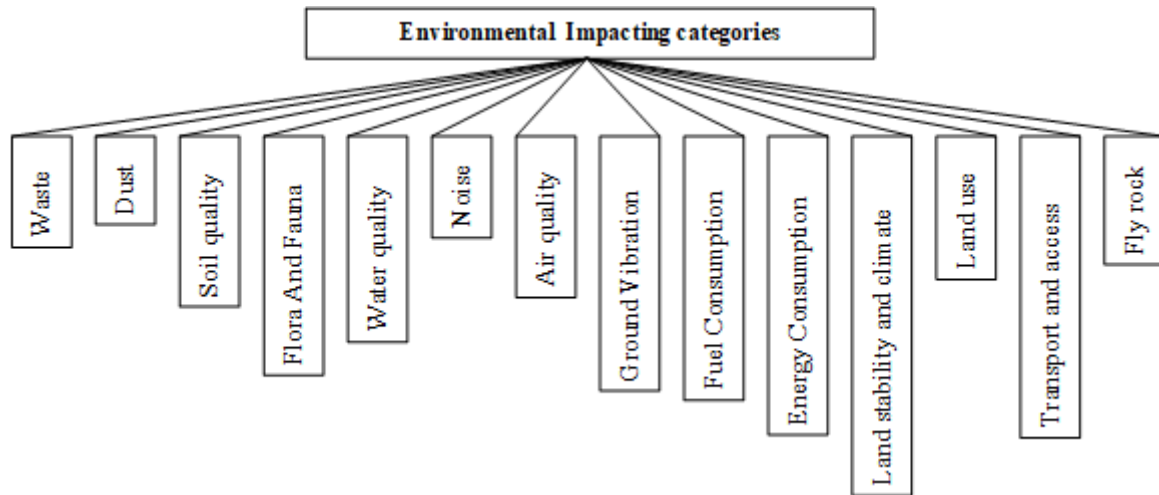 Environmental Impacting categories
Waste
Dust
Soil quality
Flora And Fauna
Water quality
Noise
Air quality
Ground Vibration
Fuel Consumption
Energy Consumption
Land stability and climate
Land use
Transport and access
Fly rock